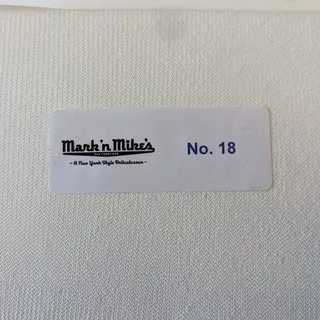 Mark 'n Mike's
- A New York Style Delicatessen -
No. 18